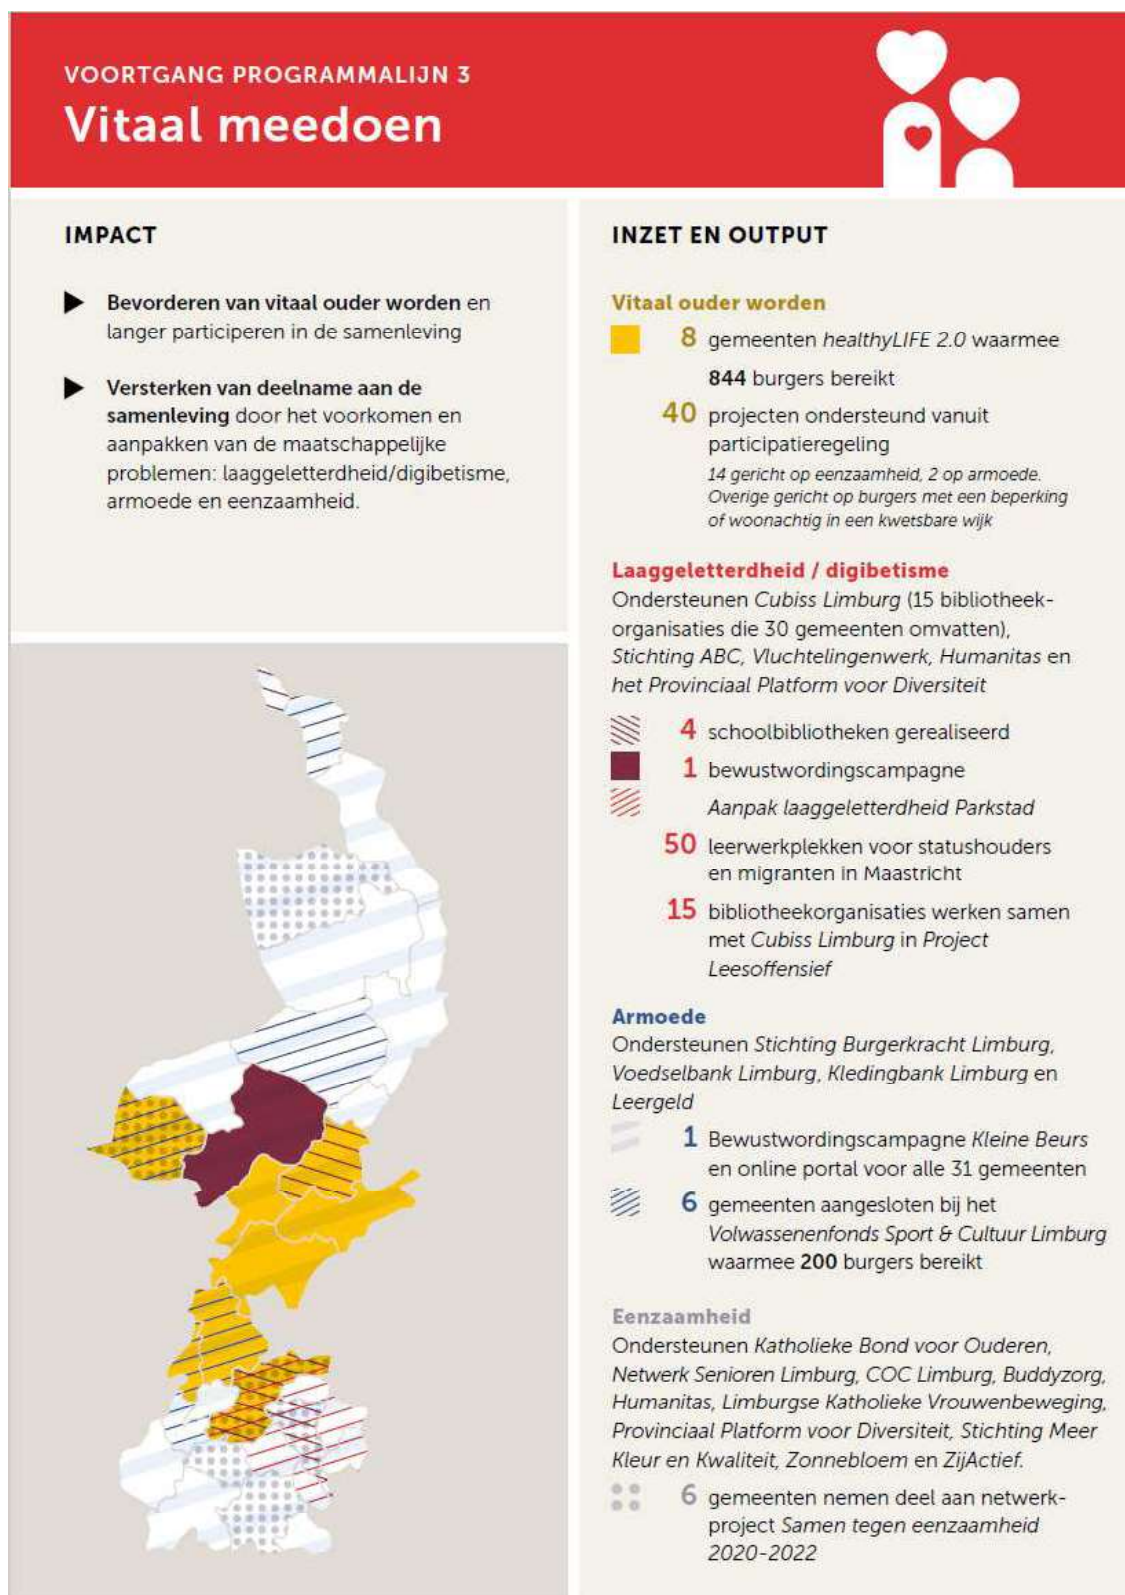 VOORTGANG PROGRAMMALIJN 3
Vitaal meedoen
IMPACT
Bevorderen van vitaal ouder worden en
langer participeren in de samenleving
Versterken van deelname aan de
samenleving door het voorkomen en
aanpakken van de maatschappelijke
problemen: laaggeletterdheid/digibetisme,
armoede en eenzaamheid.
INZET EN OUTPUT
Vitaal ouder worden
8 gemeenten healthyLIFE 2.0 waarmee
844 burgers bereikt
40 projecten ondersteund vanuit
participatieregeling
14 gericht op eenzaamheid, 2 op armoede.
Overige gericht op burgers met een beperking
of woonachtig in een kwetsbare wijk
Laaggeletterdheid / digibetisme
Ondersteunen Cubiss Limburg (15 bibliotheek-
organisaties die 30 gemeenten omvatten),
Stichting ABC, Vluchtelingenwerk, Humanitas en
het Provinciaal Platform voor Diversiteit
4 schoolbibliotheken gerealiseerd
1 bewustwordingscampagne
Aanpak laaggeletterdheid Parkstad
50 leerwerkplekken voor statushouders
en migranten in Maastricht
15 bibliotheekorganisaties werken samen
met Cubiss Limburg in Project
Leesoffensief
Armoede
Ondersteunen Stichting Burgerkracht Limburg,
Voedselbank Limburg, Kledingbank Limburg en
Leergeld
1 Bewustwordingscampagne Kleine Beurs
en online portal voor alle 31 gemeenten
6 gemeenten aangesloten bij het
Volwassenenfonds Sport & Cultuur Limburg
waarmee 200 burgers bereikt
Eenzaamheid
Ondersteunen Katholieke Bond voor Ouderen,
Netwerk Senioren Limburg, COC Limburg, Buddyzorg,
Humanitas, Limburgse Katholieke Vrouwenbeweging,
Provinciaal Platform voor Diversiteit, Stichting Meer
Kleur en Kwaliteit, Zonnebloem en ZijActief.
6 gemeenten nemen deel aan netwerk-
project Samen tegen eenzaamheid
2020-2022